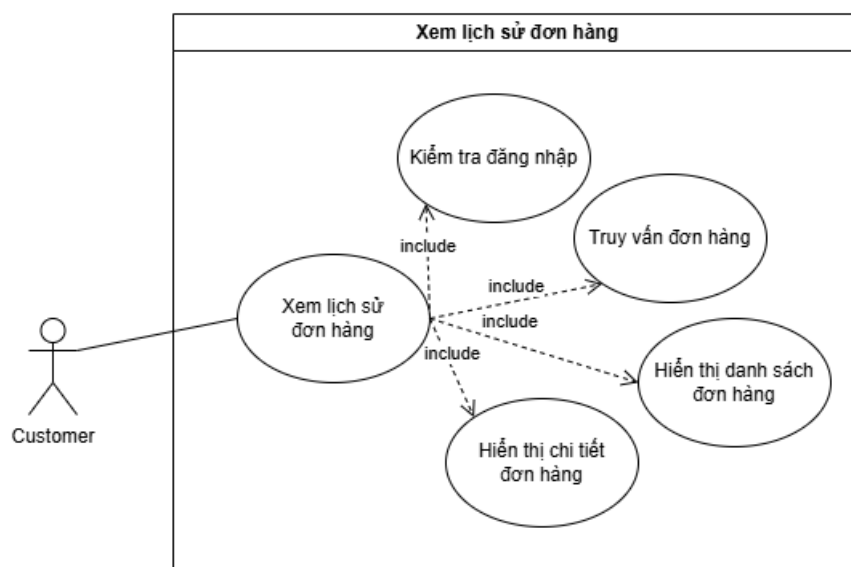 Xem lịch sử đơn hàng
Kiểm tra đăng nhập
Truy vấn đơn hàng
include
include
Xem lịch sử
đơn hàng
include
include
Hiển thị danh sách
đơn hàng
Customer
Hiển thị chi tiết
đơn hàng